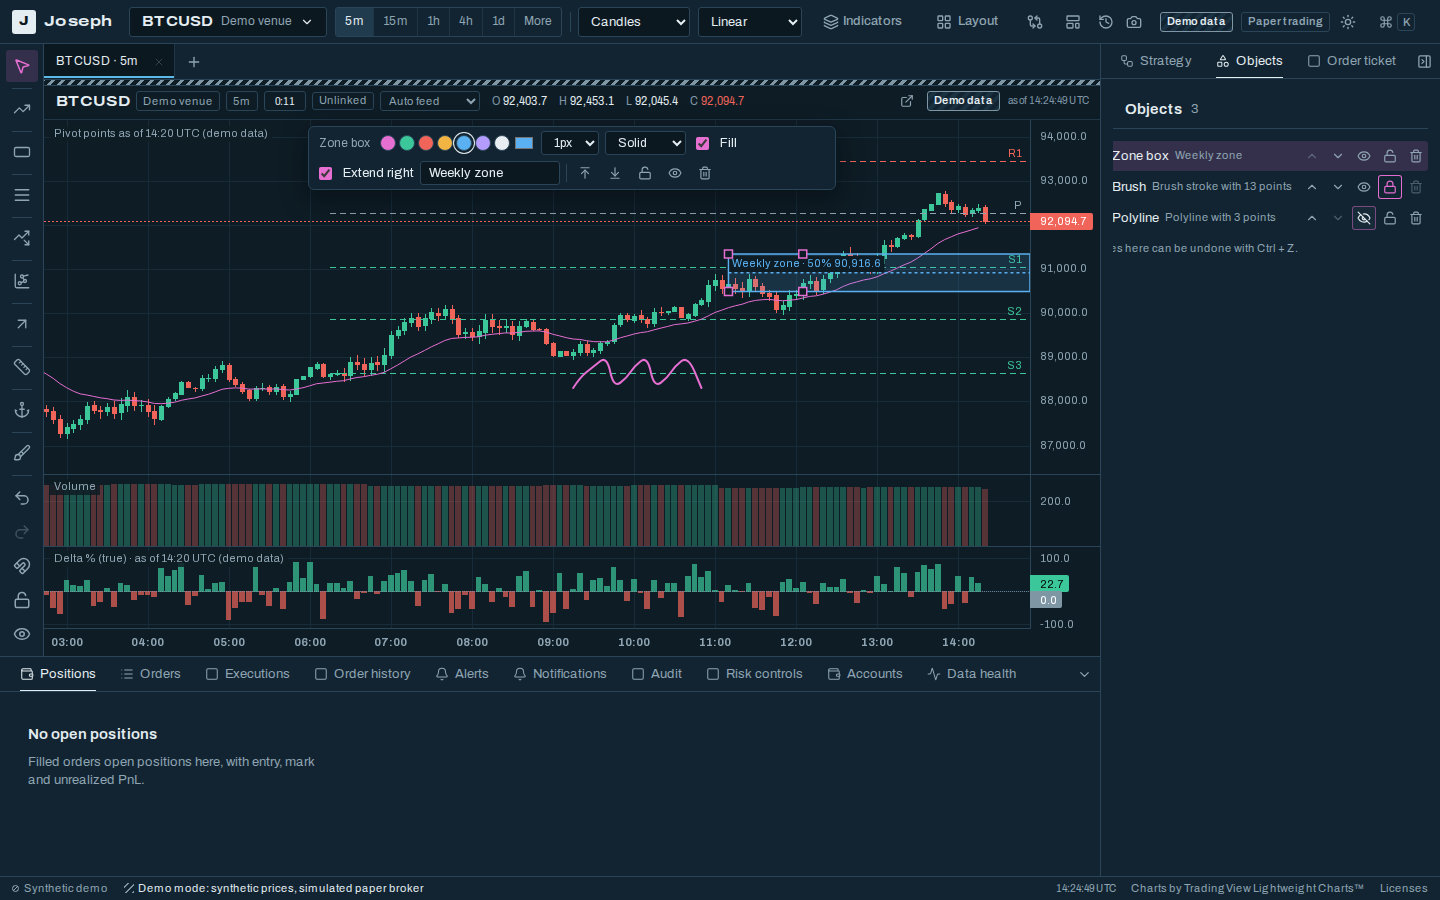 J Joseph BTCUSD Demo venue 5m 15m 1h 4h 1d More Candles Linear Indicators Layout Demo data Paper trading ⌘ K
BTCUSD · 5m × +
Strategy Objects Order ticket
BTCUSD Demo venue 5m 0:11 Unlinked Auto feed O 92,403.7 H 92,453.1 L 92,045.4 C 92,094.7 Demo data as of 14:24:49 UTC
Objects 3
Pivot points as of 14:20 UTC (demo data)
Zone box 1px Solid Fill
Extend right Weekly zone
94,000.0
R1
93,000.0
P
92,094.7
Weekly zone · 50% 90,916.6
S1
91,000.0
S2
90,000.0
89,000.0
S3
88,000.0
87,000.0
Zone box Weekly zone
Brush Brush stroke with 13 points
Polyline Polyline with 3 points
es here can be undone with Ctrl + Z.
Volume
200.0
Delta % (true) · as of 14:20 UTC (demo data)
100.0
22.7
0.0
-100.0
03:00 04:00 05:00 06:00 07:00 08:00 09:00 10:00 11:00 12:00 13:00 14:00
Positions Orders Executions Order history Alerts Notifications Audit Risk controls Accounts Data health
No open positions
Filled orders open positions here, with entry, mark
and unrealized PnL.
Synthetic demo Demo mode: synthetic prices, simulated paper broker 14:24:49 UTC Charts by TradingView Lightweight Charts™ Licenses